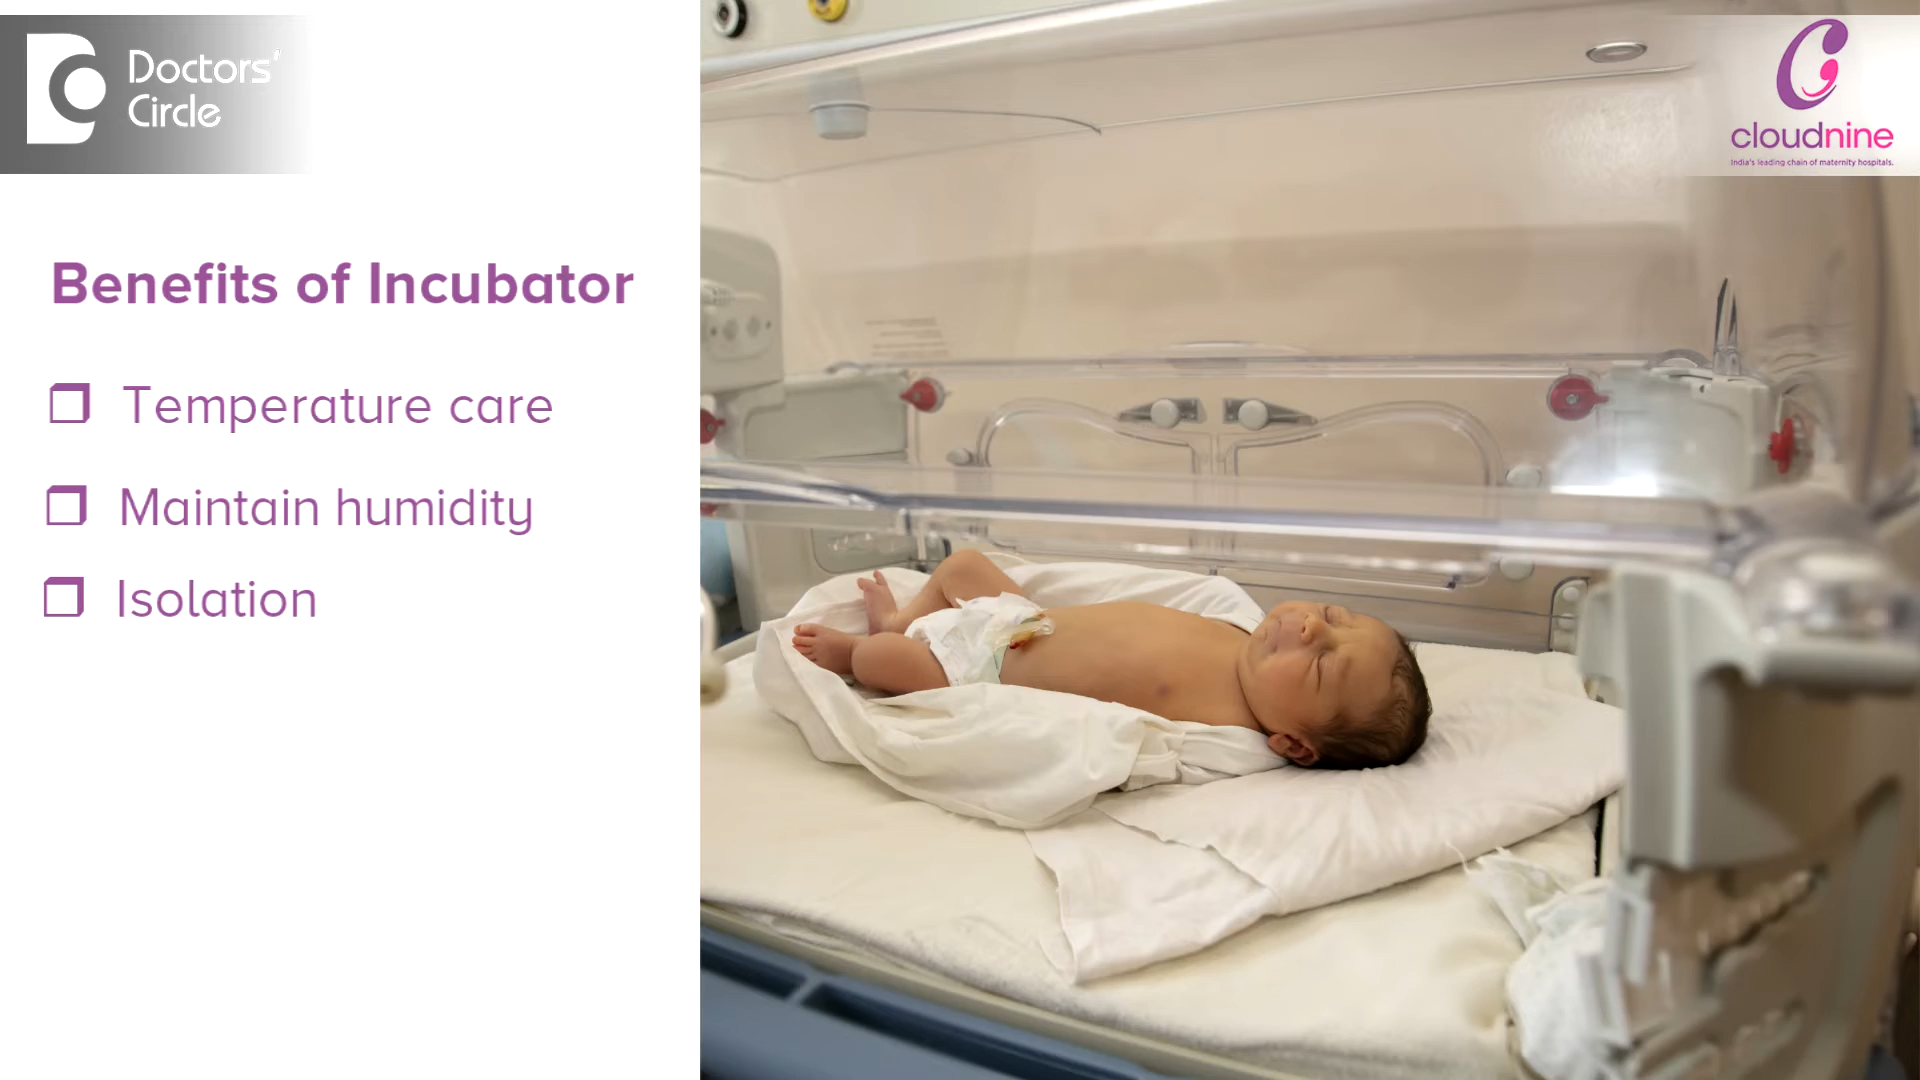 Doctors'
Circle
cloudnine
India's leading chain of maternity hospitals.
Benefits of Incubator
❒ Temperature care
❒ Maintain humidity
❒ Isolation